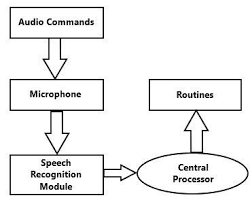 Audio Commands
Microphone
Routines
Speech
Recognition
Module
Central
Processor